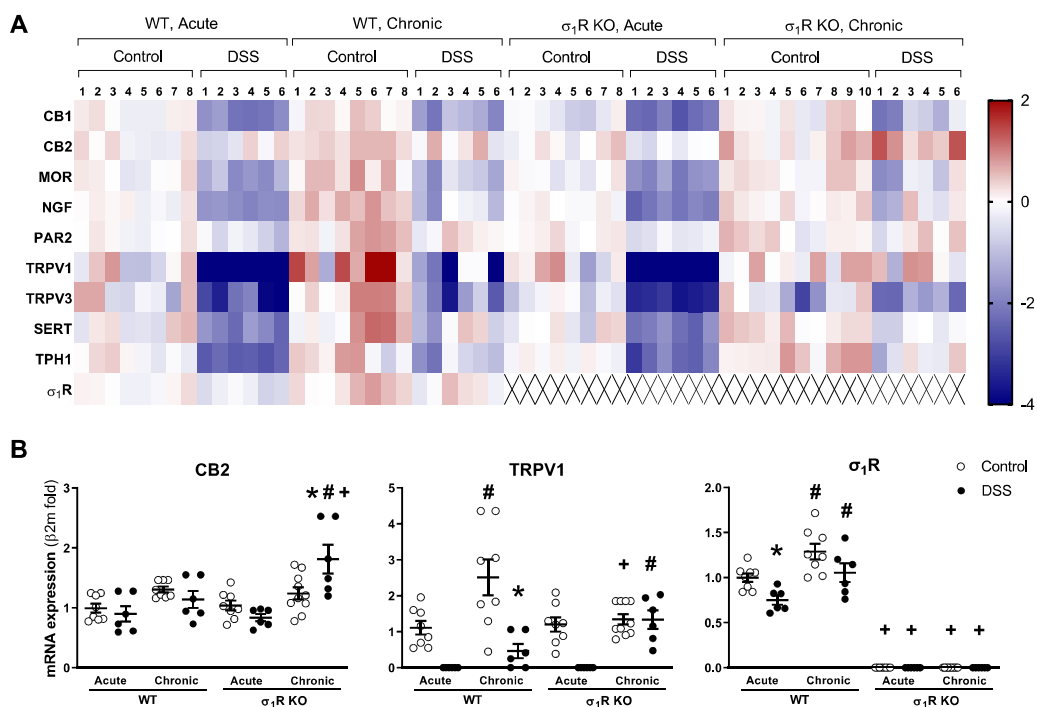 A
WT, Acute WT, Chronic σ₁R KO, Acute σ₁R KO, Chronic
Control DSS Control DSS Control DSS Control DSS
1 2 3 4 5 6 7 8 1 2 3 4 5 6 1 2 3 4 5 6 7 8 1 2 3 4 5 6 1 2 3 4 5 6 7 8 1 2 3 4 5 6 1 2 3 4 5 6 7 8 9 10 1 2 3 4 5 6
CB1
CB2
MOR
NGF
PAR2
TRPV1
TRPV3
SERT
TPH1
σ₁R
2
0
-2
-4
B
CB2
mRNA expression (β2m fold)
3
2
1
0
* # +
Acute Chronic Acute Chronic
WT σ₁R KO
TRPV1
5
4
3
2
1
0
# * + #
Acute Chronic Acute Chronic
WT σ₁R KO
σ₁R
2.0
1.5
1.0
0.5
0.0
* # # + + + +
Acute Chronic Acute Chronic
WT σ₁R KO
Control
DSS